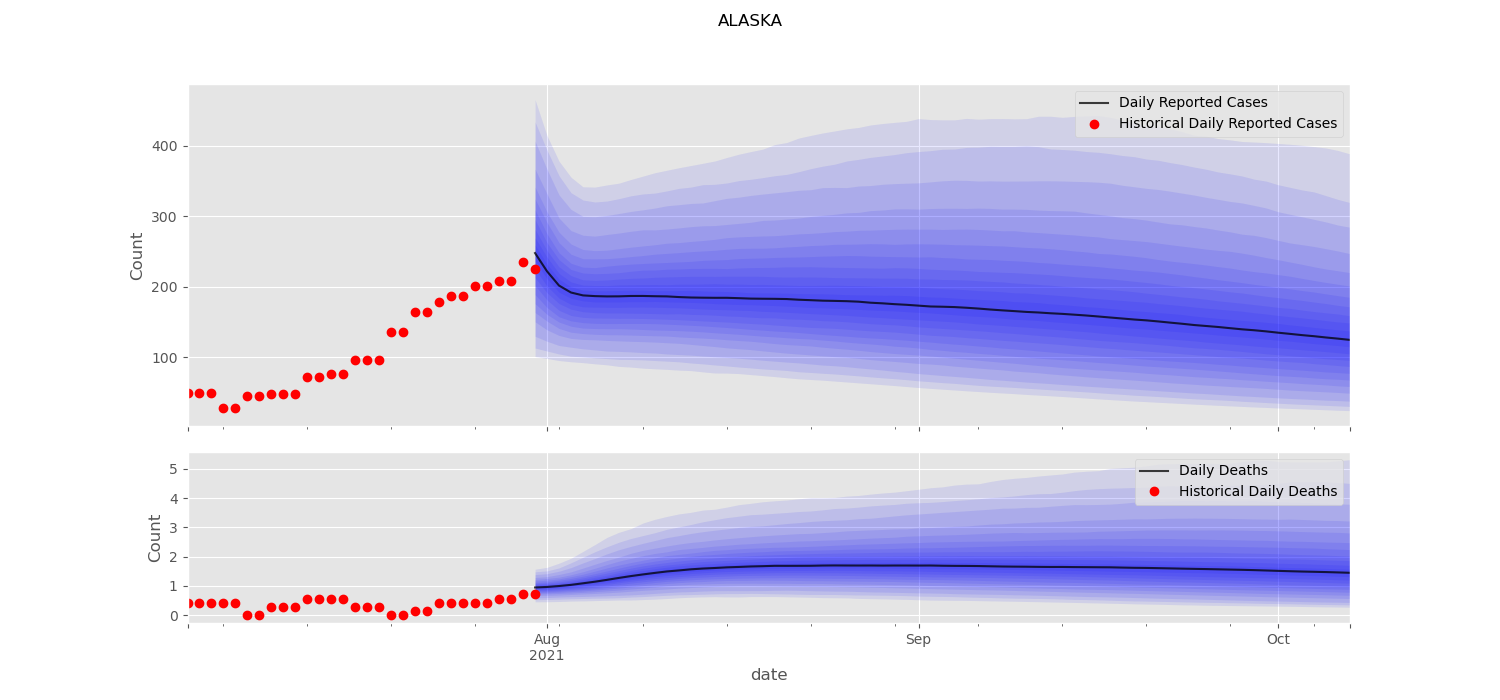 ALASKA
Daily Reported Cases
Historical Daily Reported Cases
400
300
200
100
Count
Daily Deaths
Historical Daily Deaths
5
4
3
2
1
0
Count
Aug
2021
Sep
Oct
date